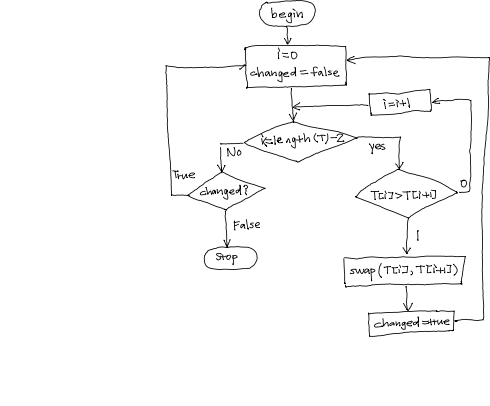 begin
i=0
changed=false
i=i+1
i<=length(T)-2
No
yes
True
changed?
T[i]>T[i+1]
0
False
1
Stop
swap(T[i],T[i+1])
changed=true